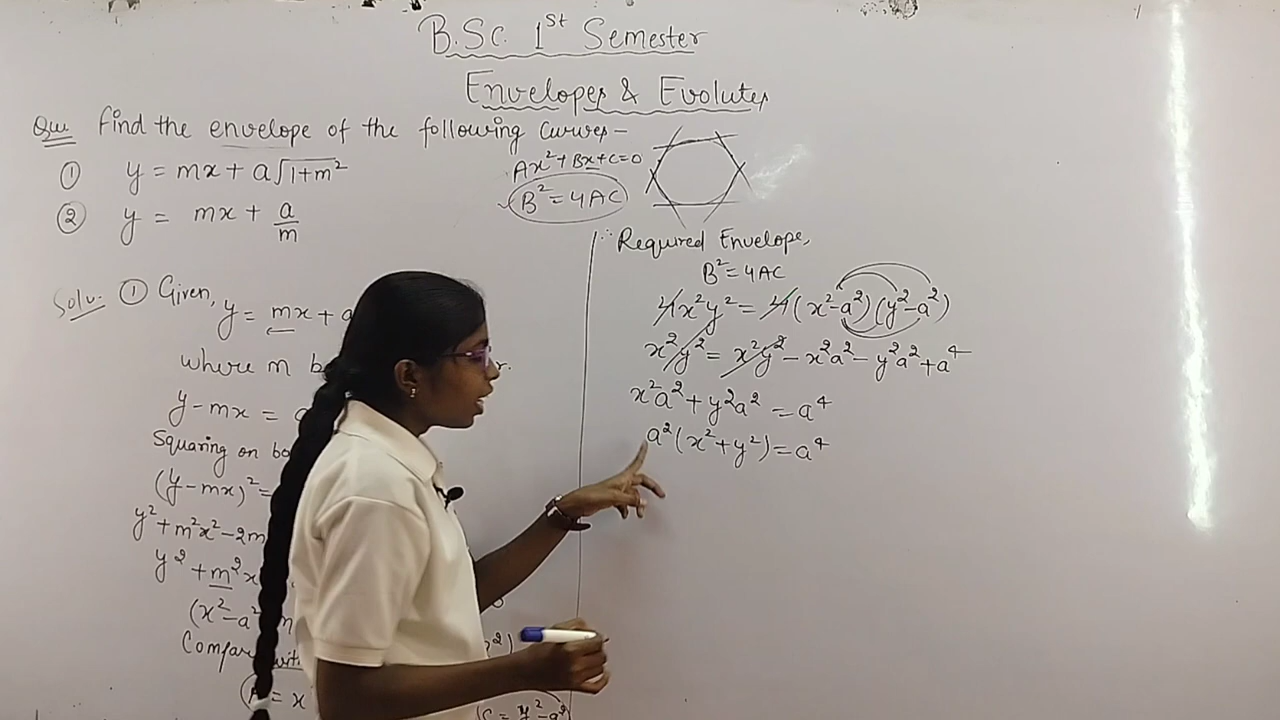 B.Sc. 1st Semester
Envelopes & Evolutes
Que Find the envelope of the following Curves –
① y = mx + a√1+m²
② y = mx + a/m
Ax² + Bx + C = 0
B² = 4AC
Solu. ① Given,
y = mx + a
where m
y - mx =
Squaring on
(y - mx)² =
y² + m²x² - 2m
y² + m²x
(x² - a²
A = x
C = y² - a²
∴ Required Envelope,
B² = 4AC
4x²y² = 4(x² - a²)(y² - a²)
x²y² = x²y² - x²a² - y²a² + a⁴
x²a² + y²a² = a⁴
a²(x² + y²) = a⁴